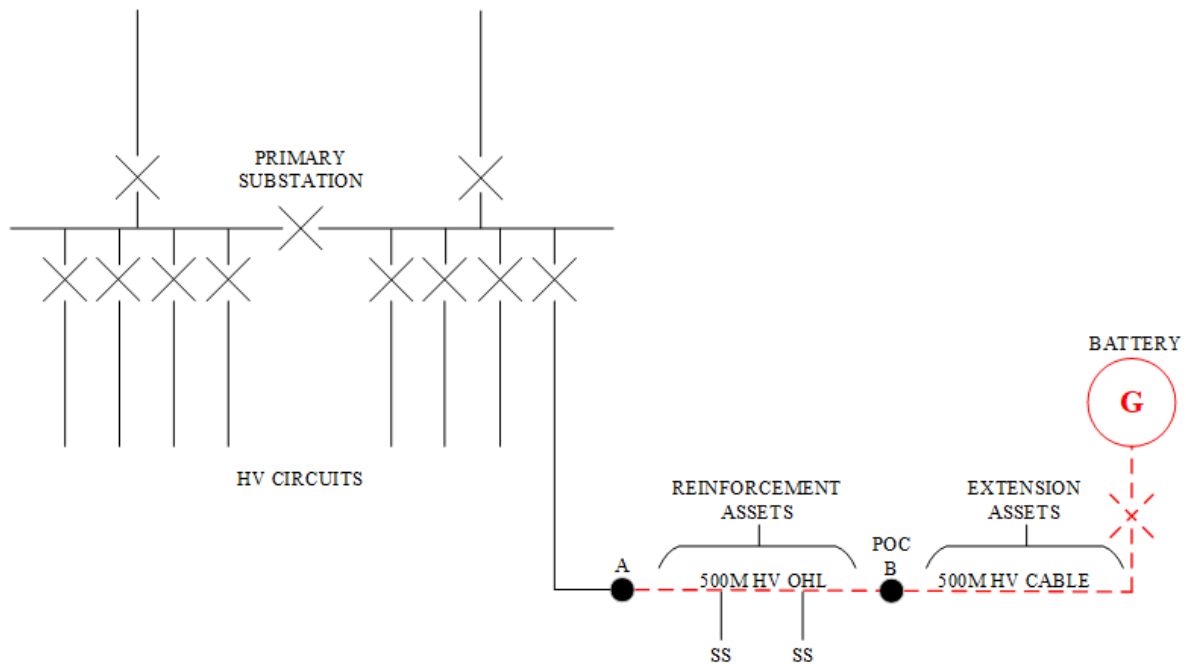 PRIMARY
SUBSTATION
BATTERY
G
HV CIRCUITS
REINFORCEMENT
ASSETS
EXTENSION
ASSETS
A
POC
B
500M HV OHL
500M HV CABLE
SS
SS